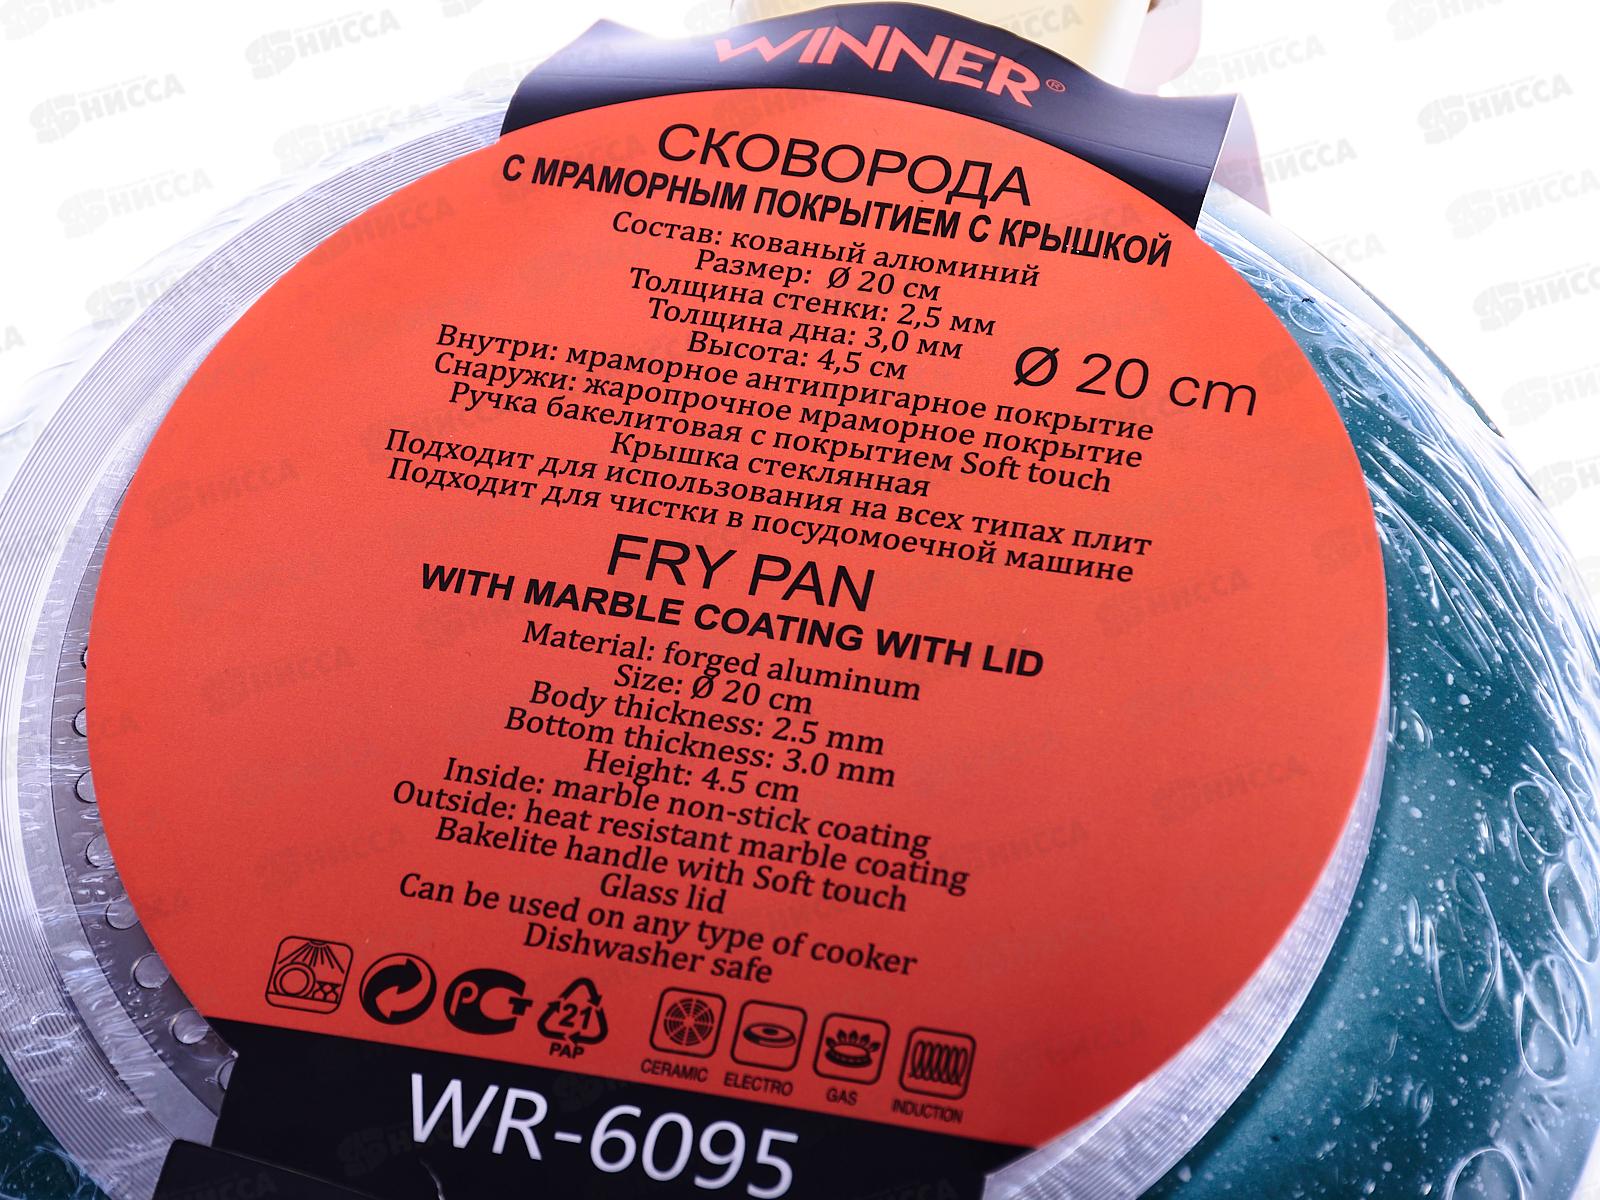 WINNER®
СКОВОРОДА
С МРАМОРНЫМ ПОКРЫТИЕМ С КРЫШКОЙ
Состав: кованый алюминий
Размер: Ø 20 см
Толщина стенки: 2,5 мм
Толщина дна: 3,0 мм
Высота: 4,5 см
Ø 20 cm
Внутри: мраморное антипригарное покрытие
Снаружи: жаропрочное мраморное покрытие
Ручка бакелитовая с покрытием Soft touch
Крышка стеклянная
Подходит для использования на всех типах плит
Подходит для чистки в посудомоечной машине
FRY PAN
WITH MARBLE COATING WITH LID
Material: forged aluminum
Size: Ø 20 cm
Body thickness: 2.5 mm
Bottom thickness: 3.0 mm
Height: 4.5 cm
Inside: marble non-stick coating
Outside: heat resistant marble coating
Bakelite handle with Soft touch
Glass lid
Can be used on any type of cooker
Dishwasher safe
21
PAP
CERAMIC ELECTRO GAS INDUCTION
WR-6095
НИССА